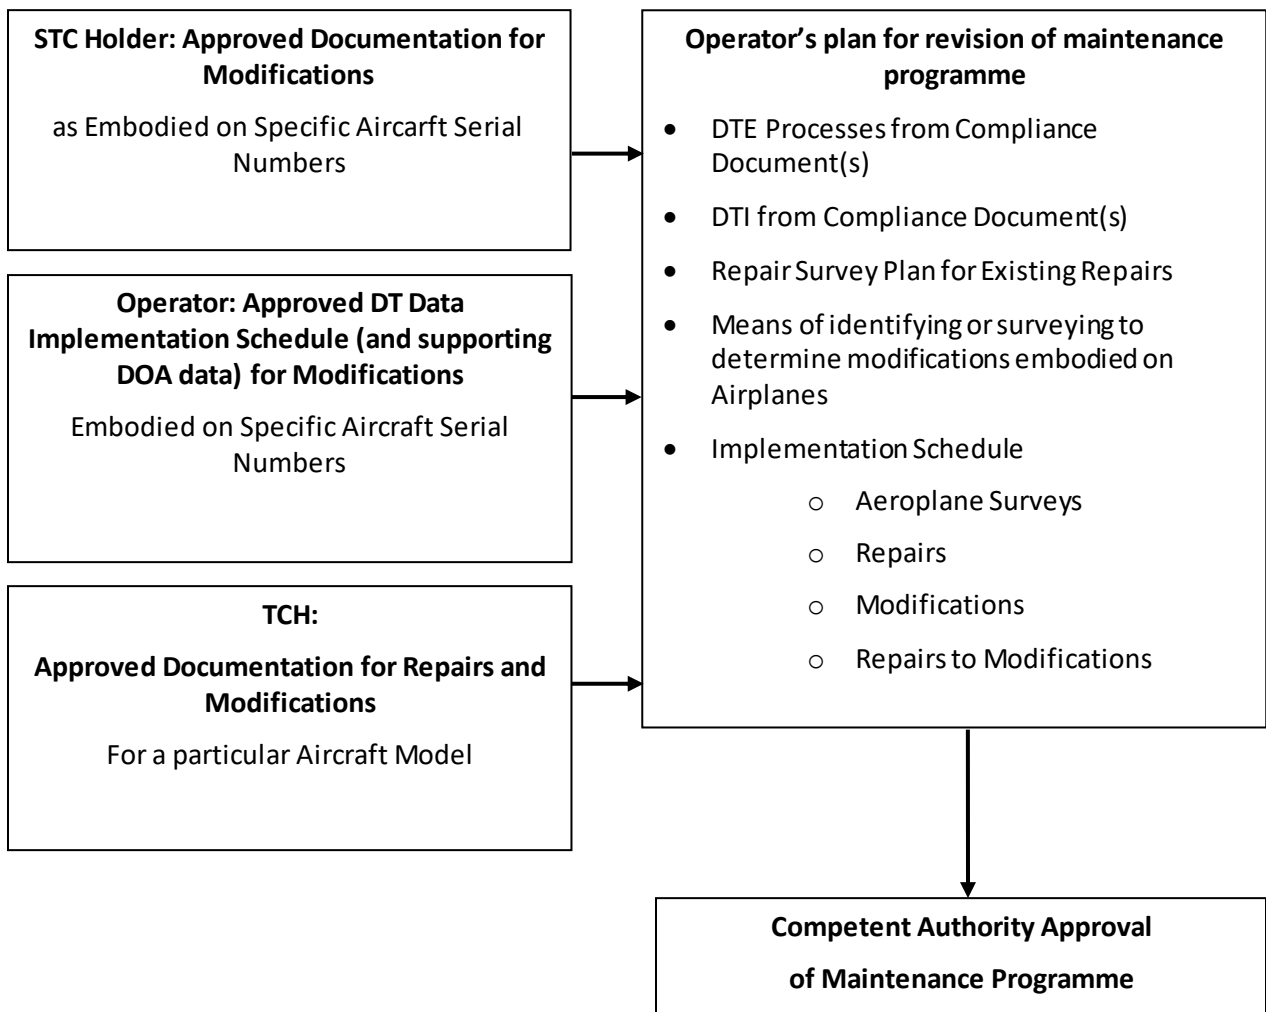 STC Holder: Approved Documentation for
Modifications
as Embodied on Specific Aircarft Serial
Numbers
Operator: Approved DT Data
Implementation Schedule (and supporting
DOA data) for Modifications
Embodied on Specific Aircraft Serial
Numbers
TCH:
Approved Documentation for Repairs and
Modifications
For a particular Aircraft Model
Operator’s plan for revision of maintenance
programme
• DTE Processes from Compliance
Document(s)
• DTI from Compliance Document(s)
• Repair Survey Plan for Existing Repairs
• Means of identifying or surveying to
determine modifications embodied on
Airplanes
• Implementation Schedule
o Aeroplane Surveys
o Repairs
o Modifications
o Repairs to Modifications
Competent Authority Approval
of Maintenance Programme